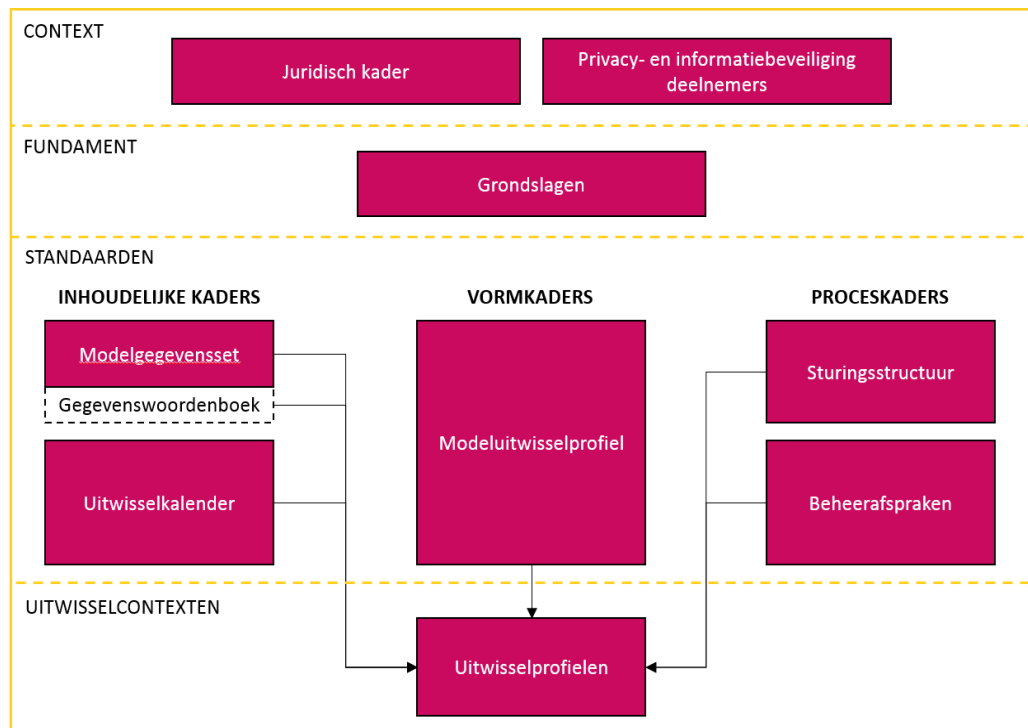 CONTEXT
Juridisch kader
Privacy- en informatiebeveiliging
deelnemers
FUNDAMENT
Grondslagen
STANDAARDEN
INHOUDELIJKE KADERS
VORMKADERS
PROCESKADERS
Modelgegevensset
Gegevenswoordenboek
Uitwisselkalender
Modeluitwisselprofiel
Sturingsstructuur
Beheerafspraken
UITWISSELCONTEXTEN
Uitwisselprofielen